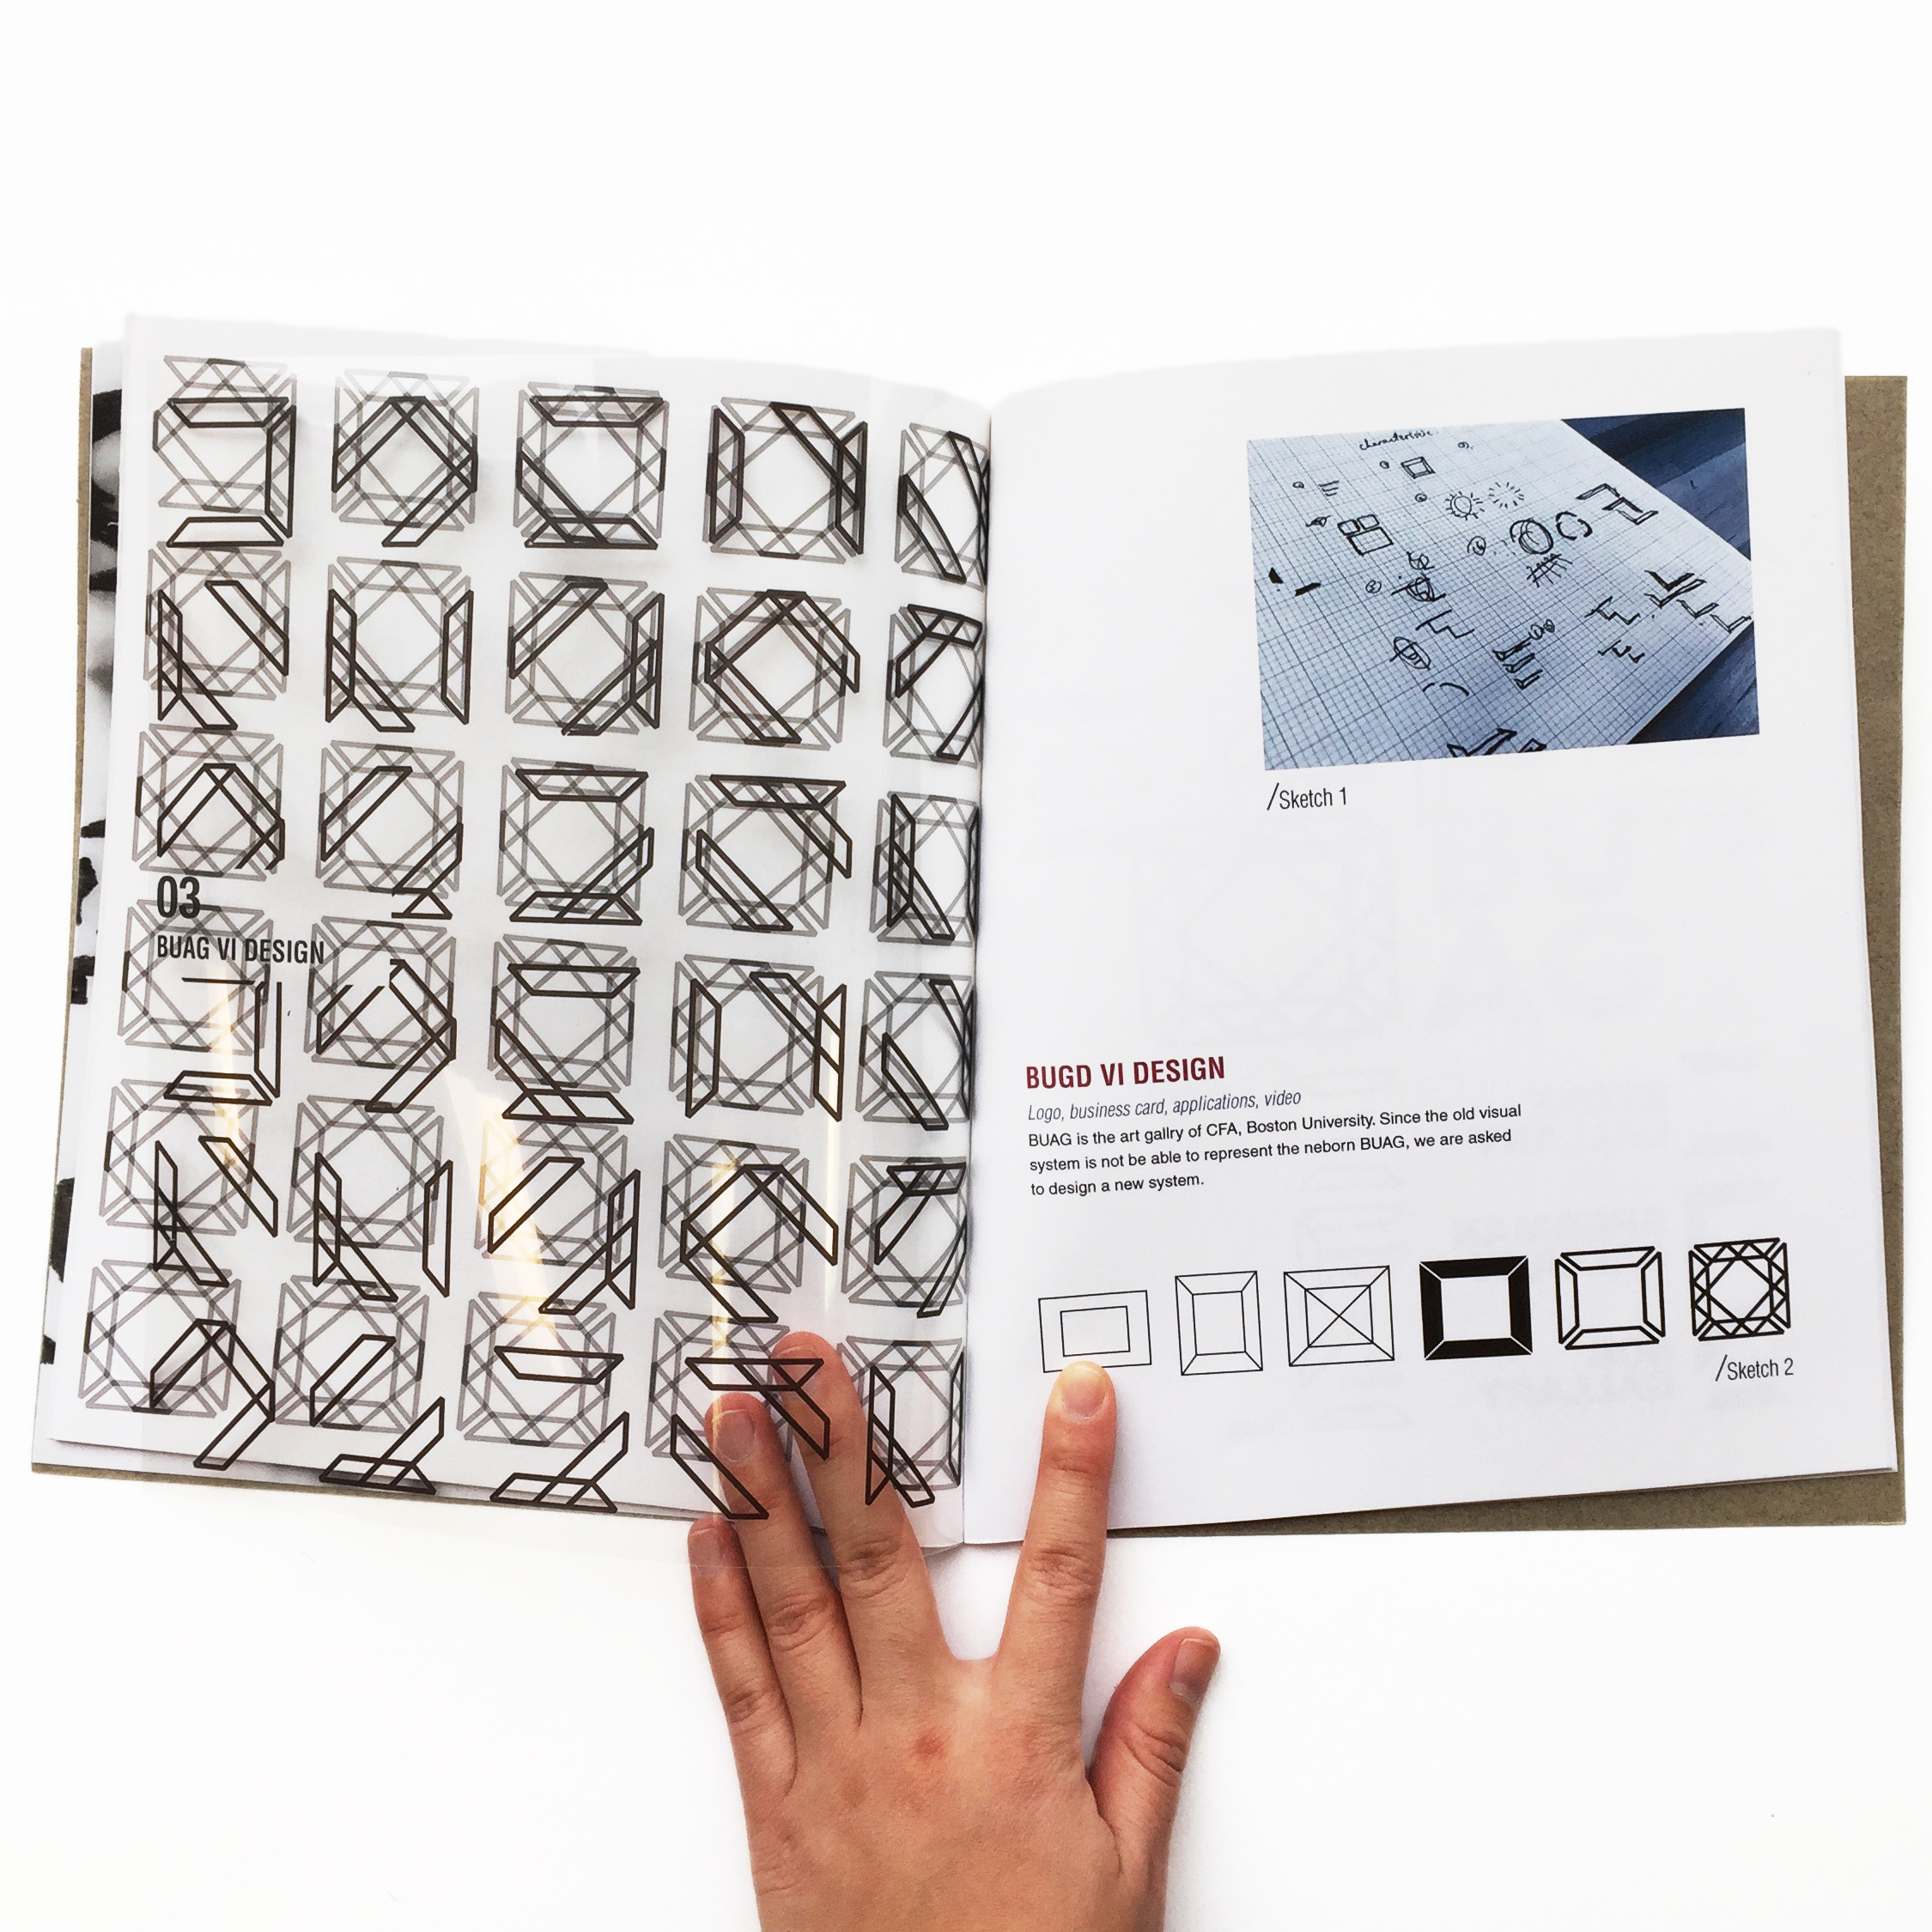 03
BUAG VI DESIGN
characteristic
/Sketch 1
BUGD VI DESIGN
Logo, business card, applications, video
BUAG is the art gallry of CFA, Boston University. Since the old visual
system is not be able to represent the neborn BUAG, we are asked
to design a new system.
/Sketch 2